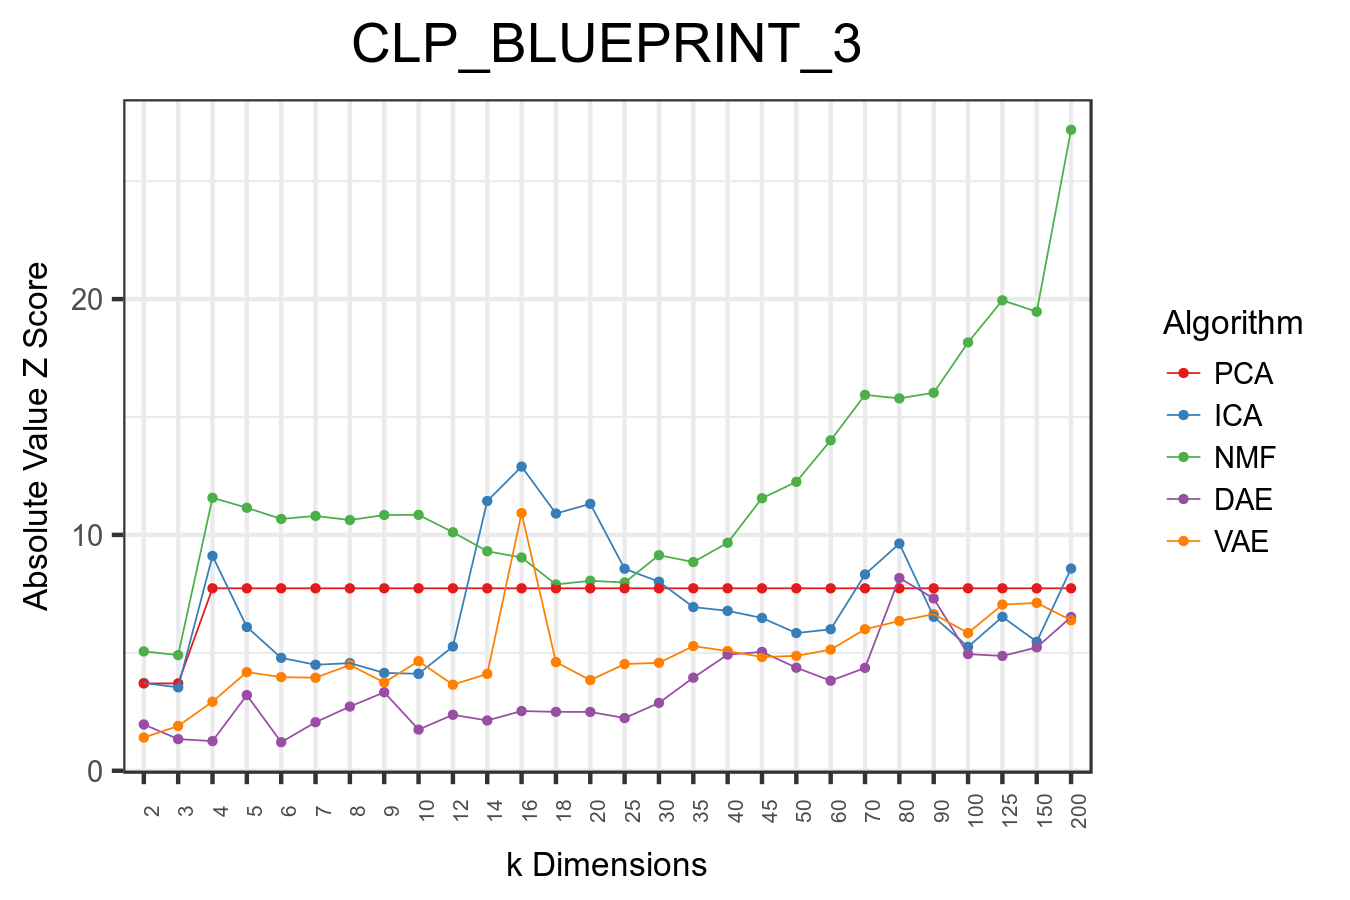 CLP_BLUEPRINT_3
Absolute Value Z Score
20
10
0
2 3 4 5 6 7 8 9 10 12 14 16 18 20 25 30 35 40 45 50 60 70 80 90 100 125 150 200
k Dimensions
Algorithm
PCA
ICA
NMF
DAE
VAE